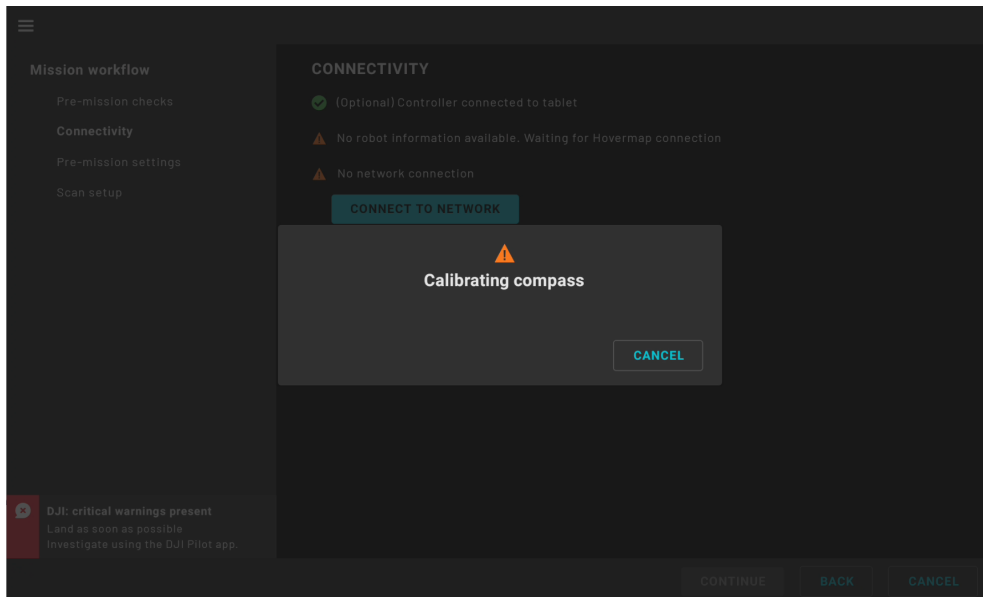 Mission workflow
Pre-mission checks
Connectivity
Pre-mission settings
Scan setup
CONNECTIVITY
(Optional) Controller connected to tablet
No robot information available. Waiting for Hovermap connection
No network connection
CONNECT TO NETWORK
Calibrating compass
CANCEL
DJI: critical warnings present
Land as soon as possible
Investigate using the DJI Pilot app.
CONTINUE BACK CANCEL